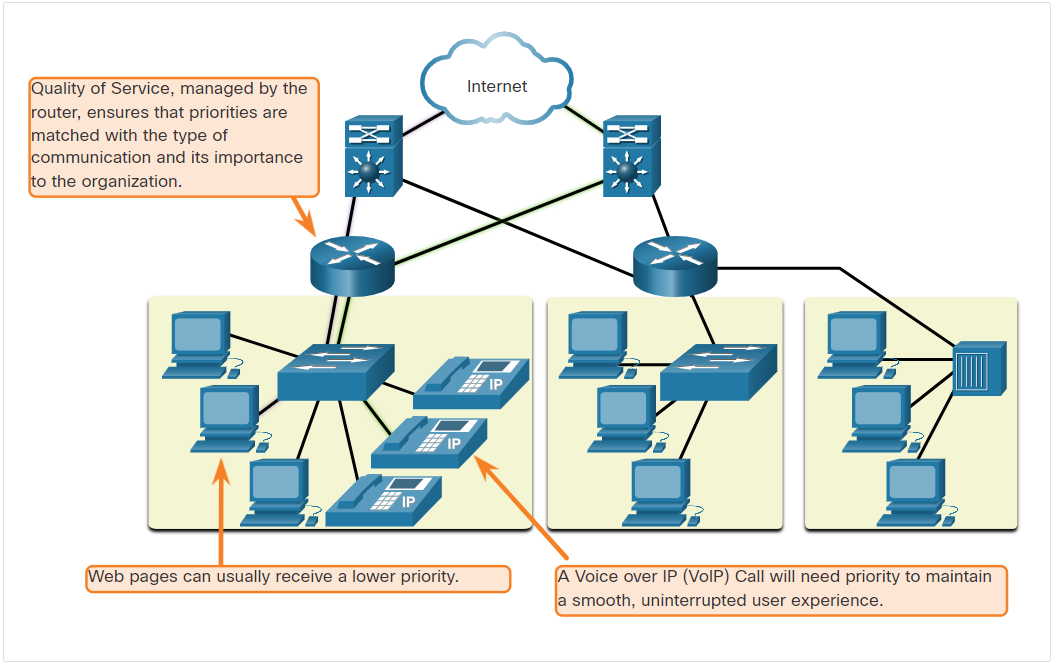 Internet
Quality of Service, managed by the
router, ensures that priorities are
matched with the type of
communication and its importance
to the organization.
IP
IP
IP
Web pages can usually receive a lower priority.
A Voice over IP (VoIP) Call will need priority to maintain
a smooth, uninterrupted user experience.